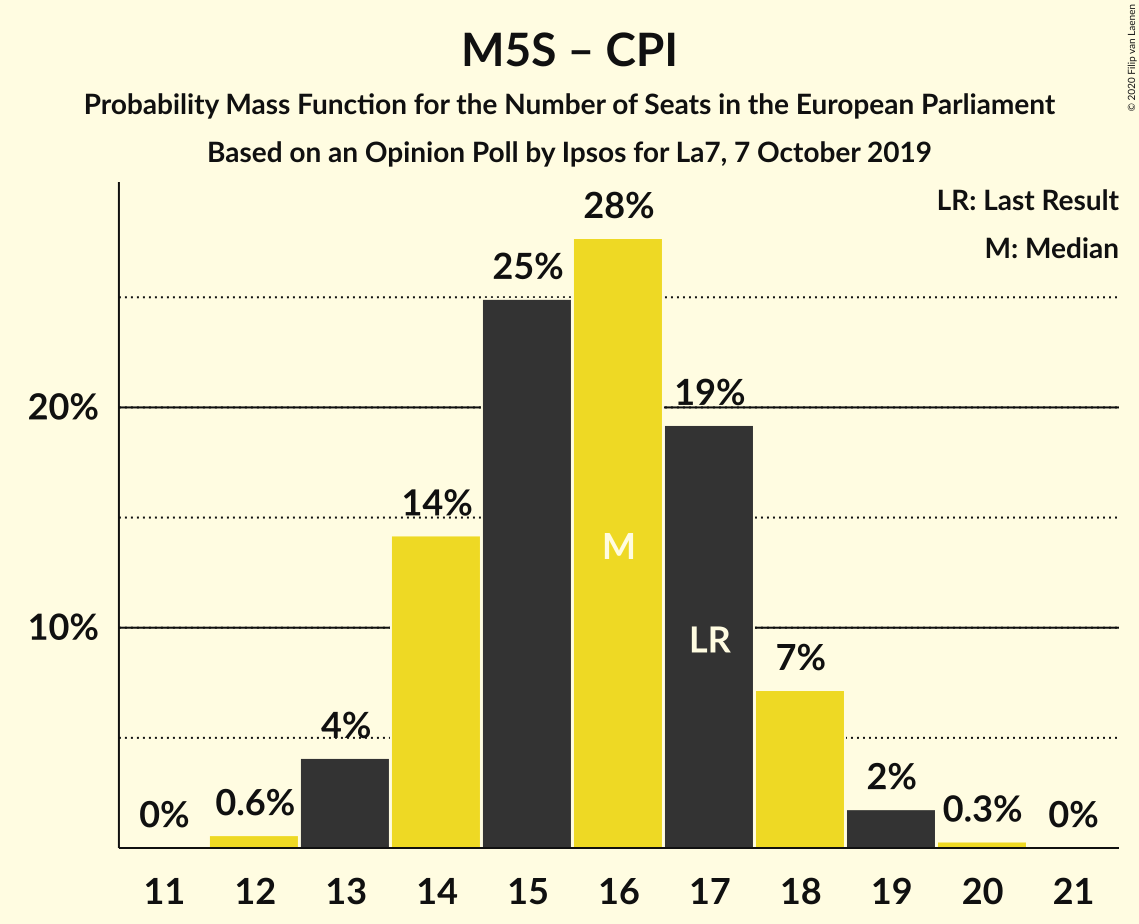 M5S – CPI
Probability Mass Function for the Number of Seats in the European Parliament
Based on an Opinion Poll by Ipsos for La7, 7 October 2019
© 2020 Filip van Laenen
LR: Last Result
M: Median
28%
25%
20%
19%
14%
M
10%
LR
7%
4%
2%
0%
0.6%
0.3%
0%
11 12 13 14 15 16 17 18 19 20 21